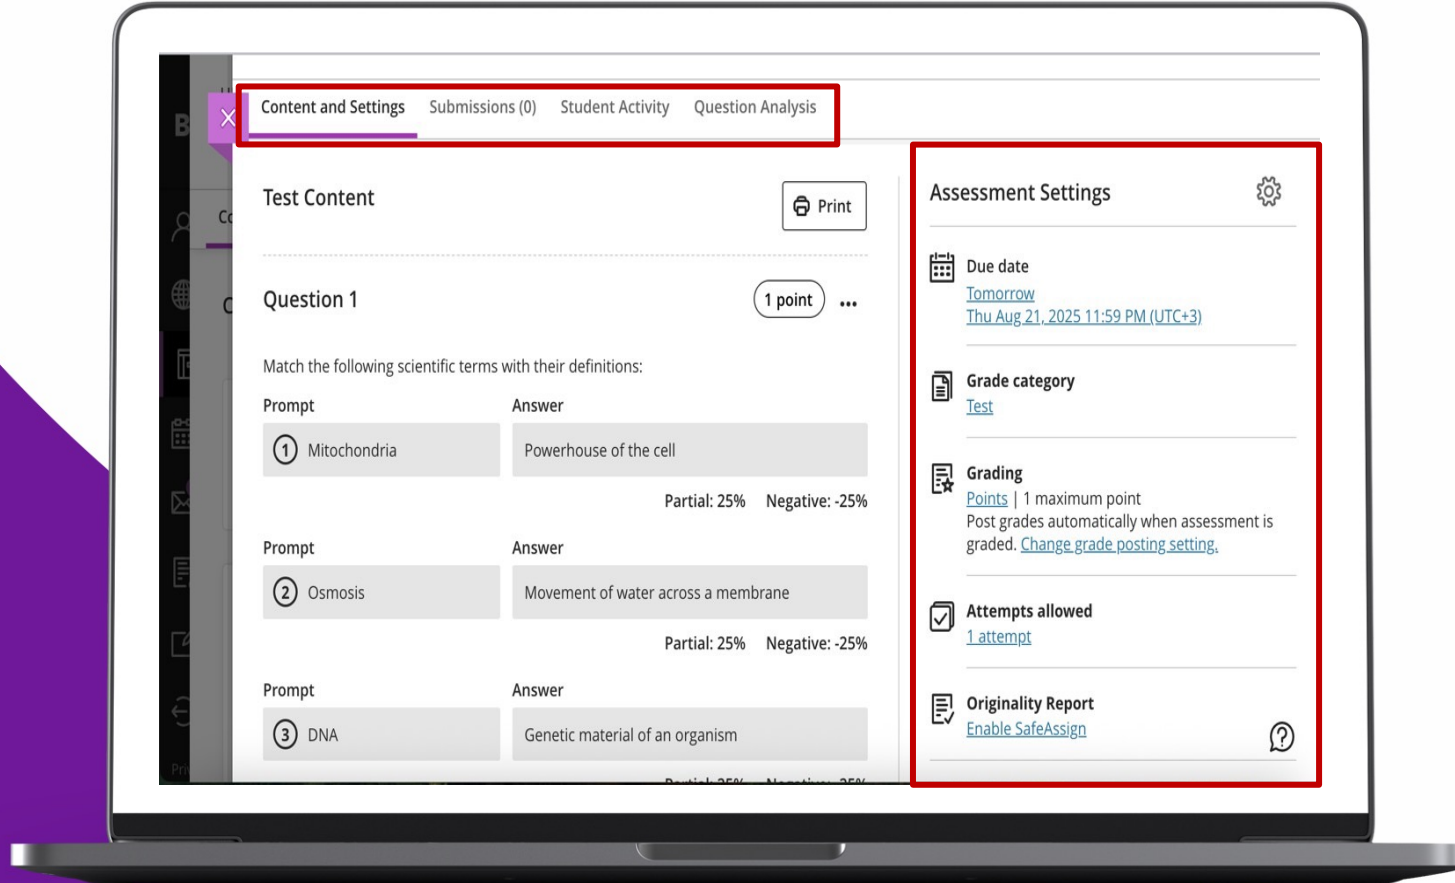 B
Content and Settings Submissions (0) Student Activity Question Analysis
Test Content
Print
Question 1
1 point
Match the following scientific terms with their definitions:
Prompt Answer
1 Mitochondria Powerhouse of the cell
Partial: 25% Negative: -25%
Prompt Answer
2 Osmosis Movement of water across a membrane
Partial: 25% Negative: -25%
Prompt Answer
3 DNA Genetic material of an organism
Partial: 25% Negative: -25%
Assessment Settings
Due date
Tomorrow
Thu Aug 21, 2025 11:59 PM (UTC+3)
Grade category
Test
Grading
Points | 1 maximum point
Post grades automatically when assessment is
graded. Change grade posting setting.
Attempts allowed
1 attempt
Originality Report
Enable SafeAssign